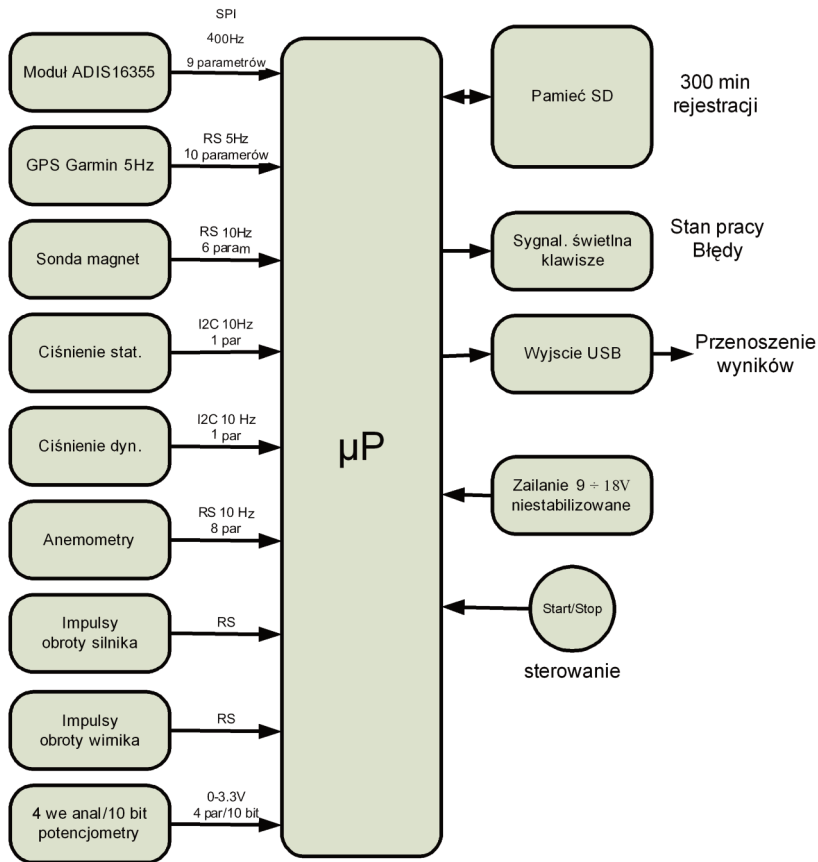 SPI
400Hz
9 parametrów
Moduł ADIS16355
RS 5Hz
10 paramerów
GPS Garmin 5Hz
RS 10Hz
6 param
Sonda magnet
I2C 10Hz
1 par
Ciśnienie stat.
I2C 10 Hz
1 par
Ciśnienie dyn.
RS 10 Hz
8 par
Anemometry
RS
Impulsy
obroty silnika
RS
Impulsy
obroty wirnika
0-3.3V
4 par/10 bit
4 we anal/10 bit
potencjometry
µP
Pamieć SD
300 min
rejestracji
Sygnal. świetlna
klawisze
Stan pracy
Błędy
Wyjscie USB
Przenoszenie
wyników
Zailanie 9 ÷ 18V
niestabilizowane
Start/Stop
sterowanie